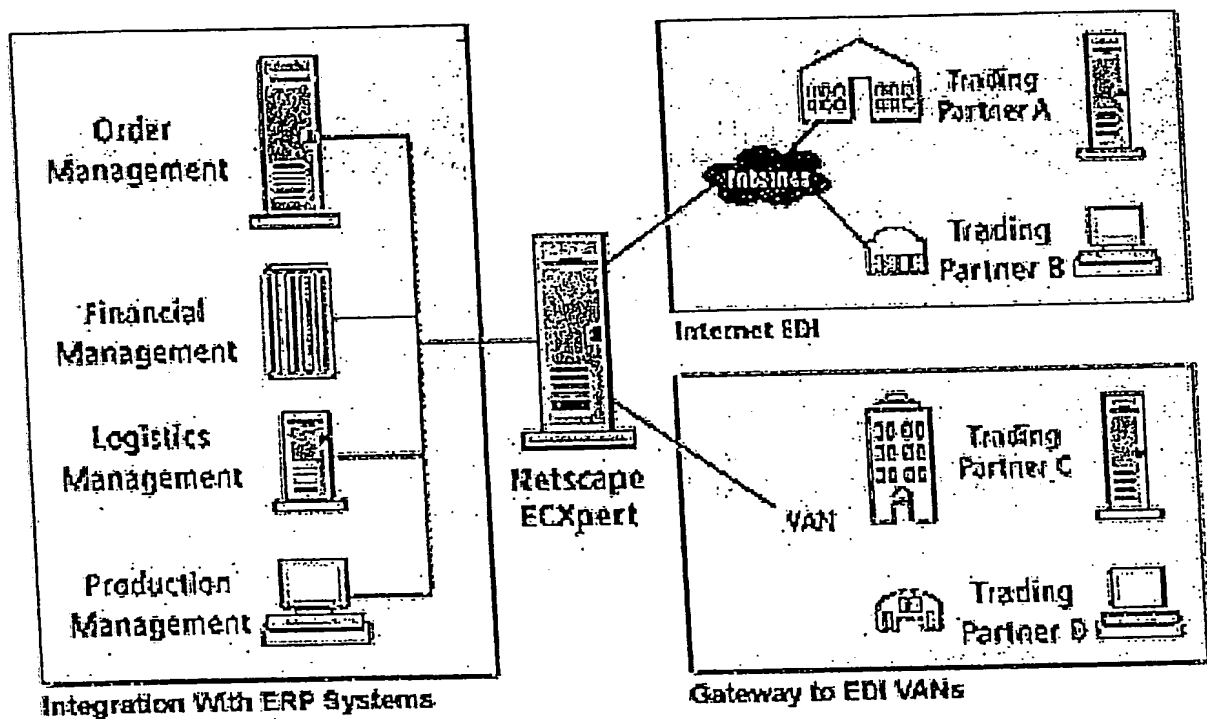 Order
Management
Financial
Management
Logistics
Management
Production
Management
Integration With ERP Systems
Netscape
ECXpert
Internet
Trading
Partner A
Trading
Partner B
Internet EDI
VAN
Trading
Partner C
Trading
Partner D
Gateway to EDI VANs